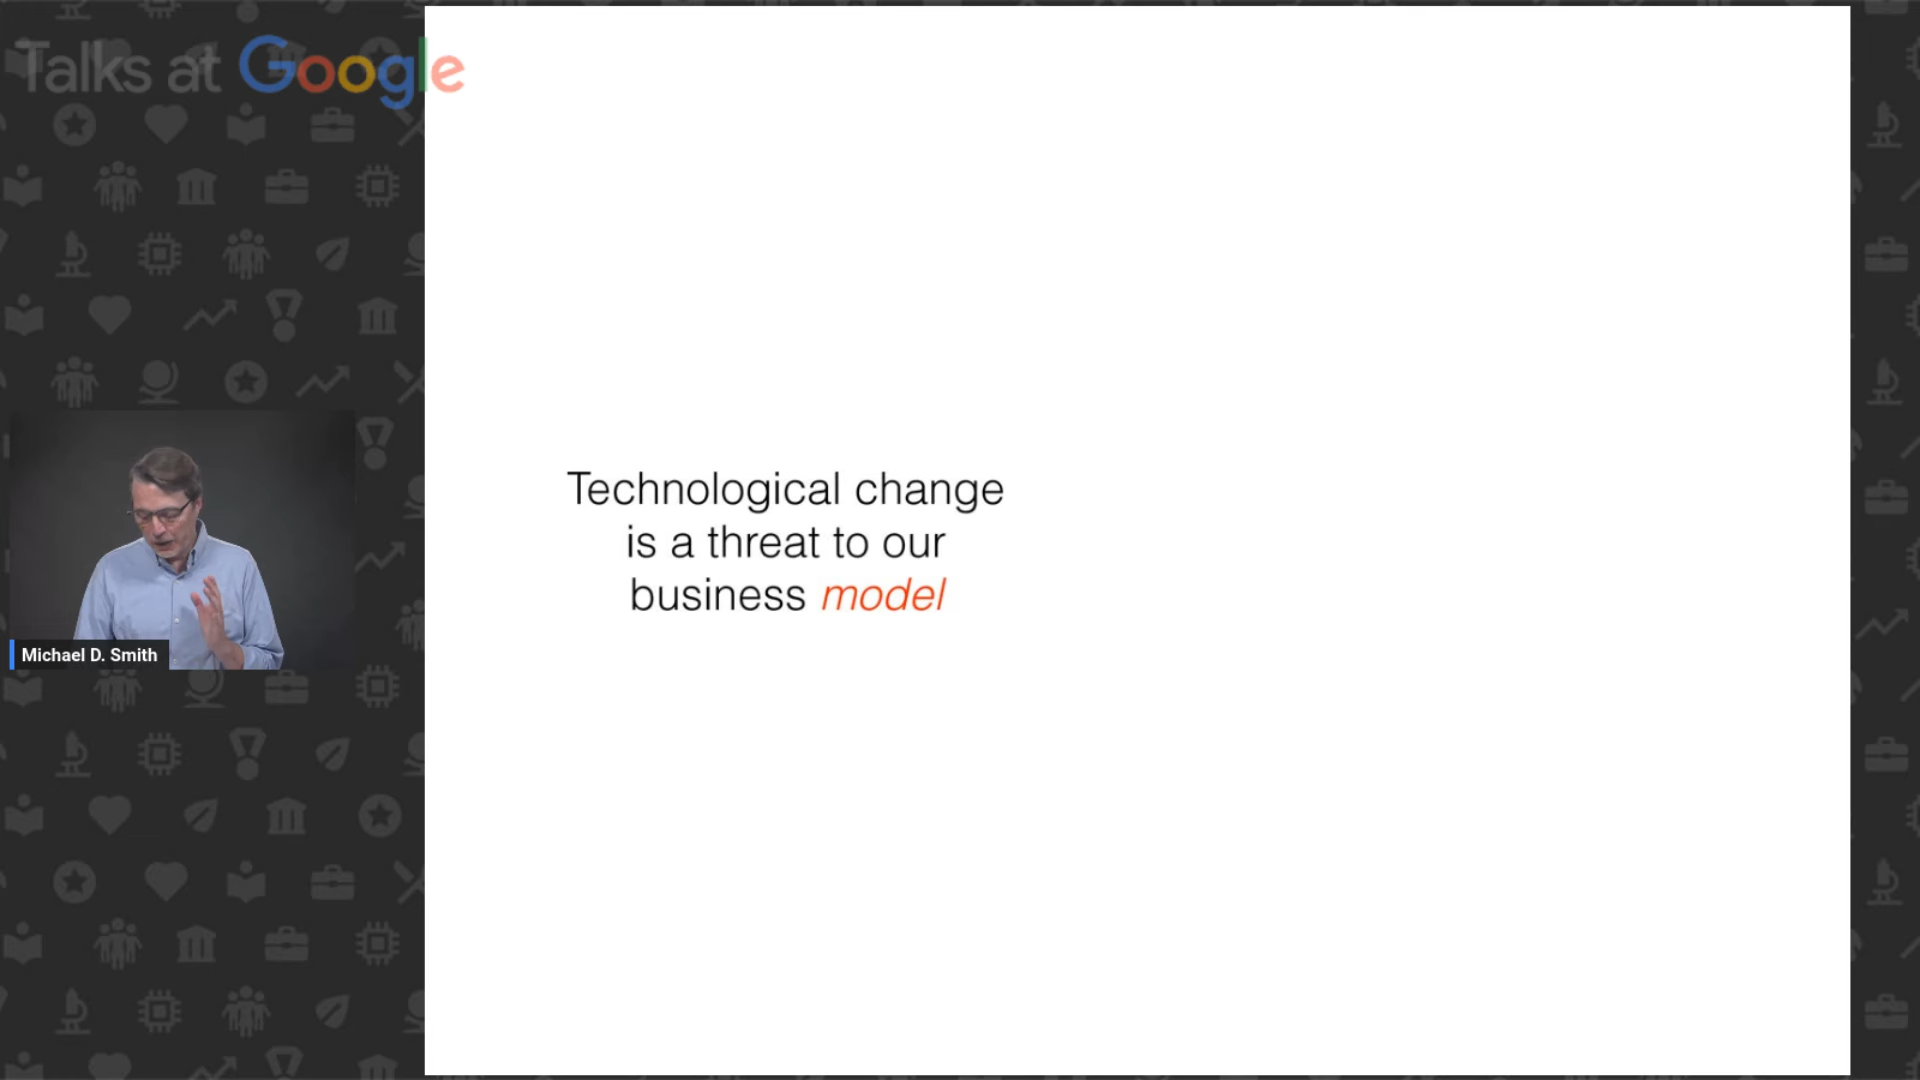 Talks at Google
Technological change
is a threat to our
business model
Michael D. Smith